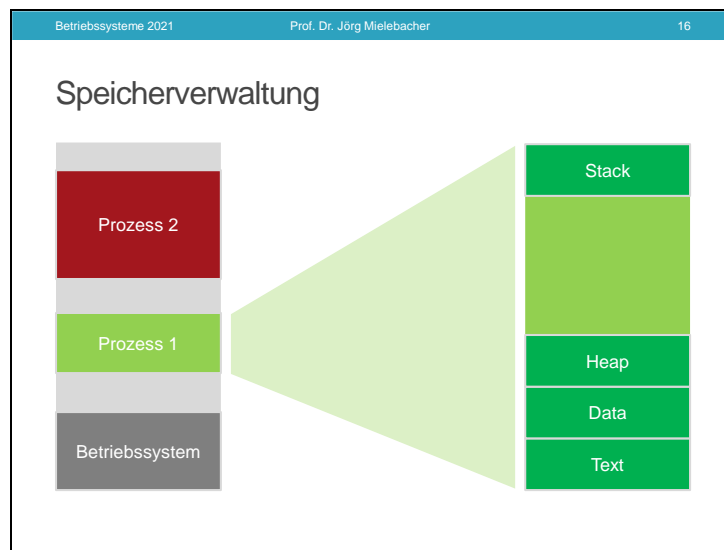 Betriebssysteme 2021 Prof. Dr. Jörg Mielebacher 16
Speicherverwaltung
Prozess 2
Prozess 1
Betriebssystem
Stack
Heap
Data
Text